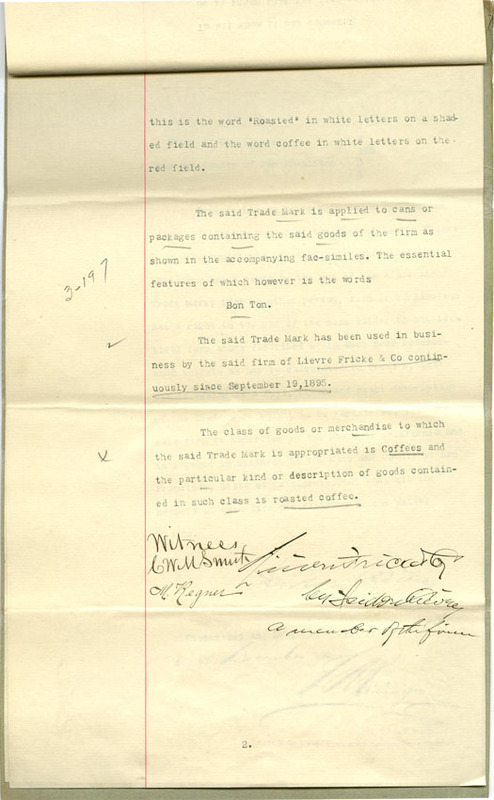 this is the word "Roasted" in white letters on a shad-
ed field and the word coffee in white letters on the
red field.
The said Trade Mark is applied to cans or
packages containing the said goods of the firm as
shown in the accompanying fac-similes. The essential
features of which however is the words
Bon Ton.
3-197
The said Trade Mark has been used in busi-
ness by the said firm of Lievre Fricke & Co contin-
uously since September 19,1895.
The class of goods or merchandise to which
x
the said Trade Mark is appropriated is Coffees and
the particular kind or description of goods contain-
ed in such class is roasted coffee.
Witness
M. Regner
by Isidor Lievre
a member of the firm
2.